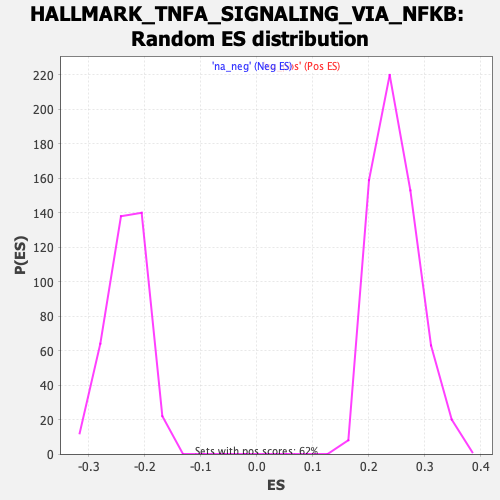 HALLMARK_TNFA_SIGNALING_VIA_NFKB:
Random ES distribution
'na_neg' (Neg ES) (Pos ES)
220
200
180
160
140
120
100
80
60
40
20
0
P(ES)
Sets with pos scores: 62%
-0.3 -0.2 -0.1 0.0 0.1 0.2 0.3 0.4
ES